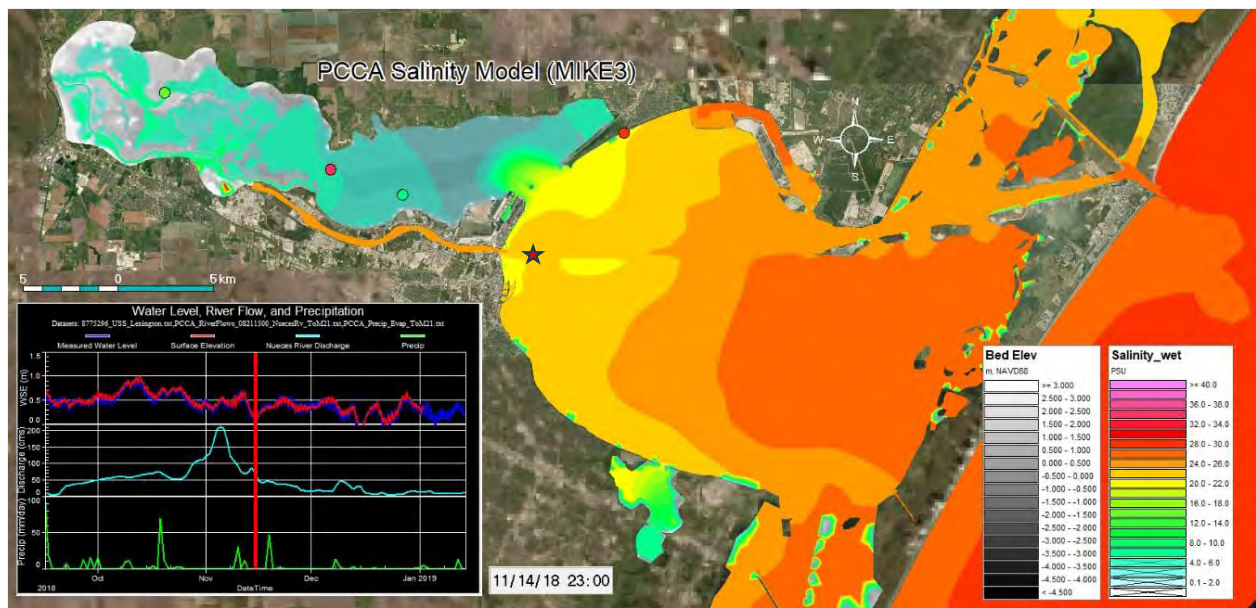 PCCA Salinity Model (MIKE3)
N
W E
S
5 0 5 km
Water Level, River Flow, and Precipitation
Datasets: 8775296_USS_Lexington.txt,PCCA_RiverFlows_08211500_NuecesRv_ToM21.txt,PCCA_Precip_Evap_ToM21.txt
Measured Water Level Surface Elevation Nueces River Discharge Precip
WSE (m)
1.5
1.0
0.5
0.0
Discharge (cms)
200
150
100
50
0
Precip (mm/day)
100
50
0
Oct Nov Dec Jan 2019
2018 DateTime
11/14/18 23:00
Bed Elev
m, NAVD88
>= 3.000
2.500 - 3.000
2.000 - 2.500
1.500 - 2.000
1.000 - 1.500
0.500 - 1.000
0.000 - 0.500
-0.500 - 0.000
-1.000 - -0.500
-1.500 - -1.000
-2.000 - -1.500
-2.500 - -2.000
-3.000 - -2.500
-3.500 - -3.000
-4.000 - -3.500
-4.500 - -4.000
< -4.500
Salinity_wet
PSU
>= 40.0
36.0 - 38.0
32.0 - 34.0
28.0 - 30.0
24.0 - 26.0
20.0 - 22.0
16.0 - 18.0
12.0 - 14.0
8.0 - 10.0
4.0 - 6.0
0.1 - 2.0